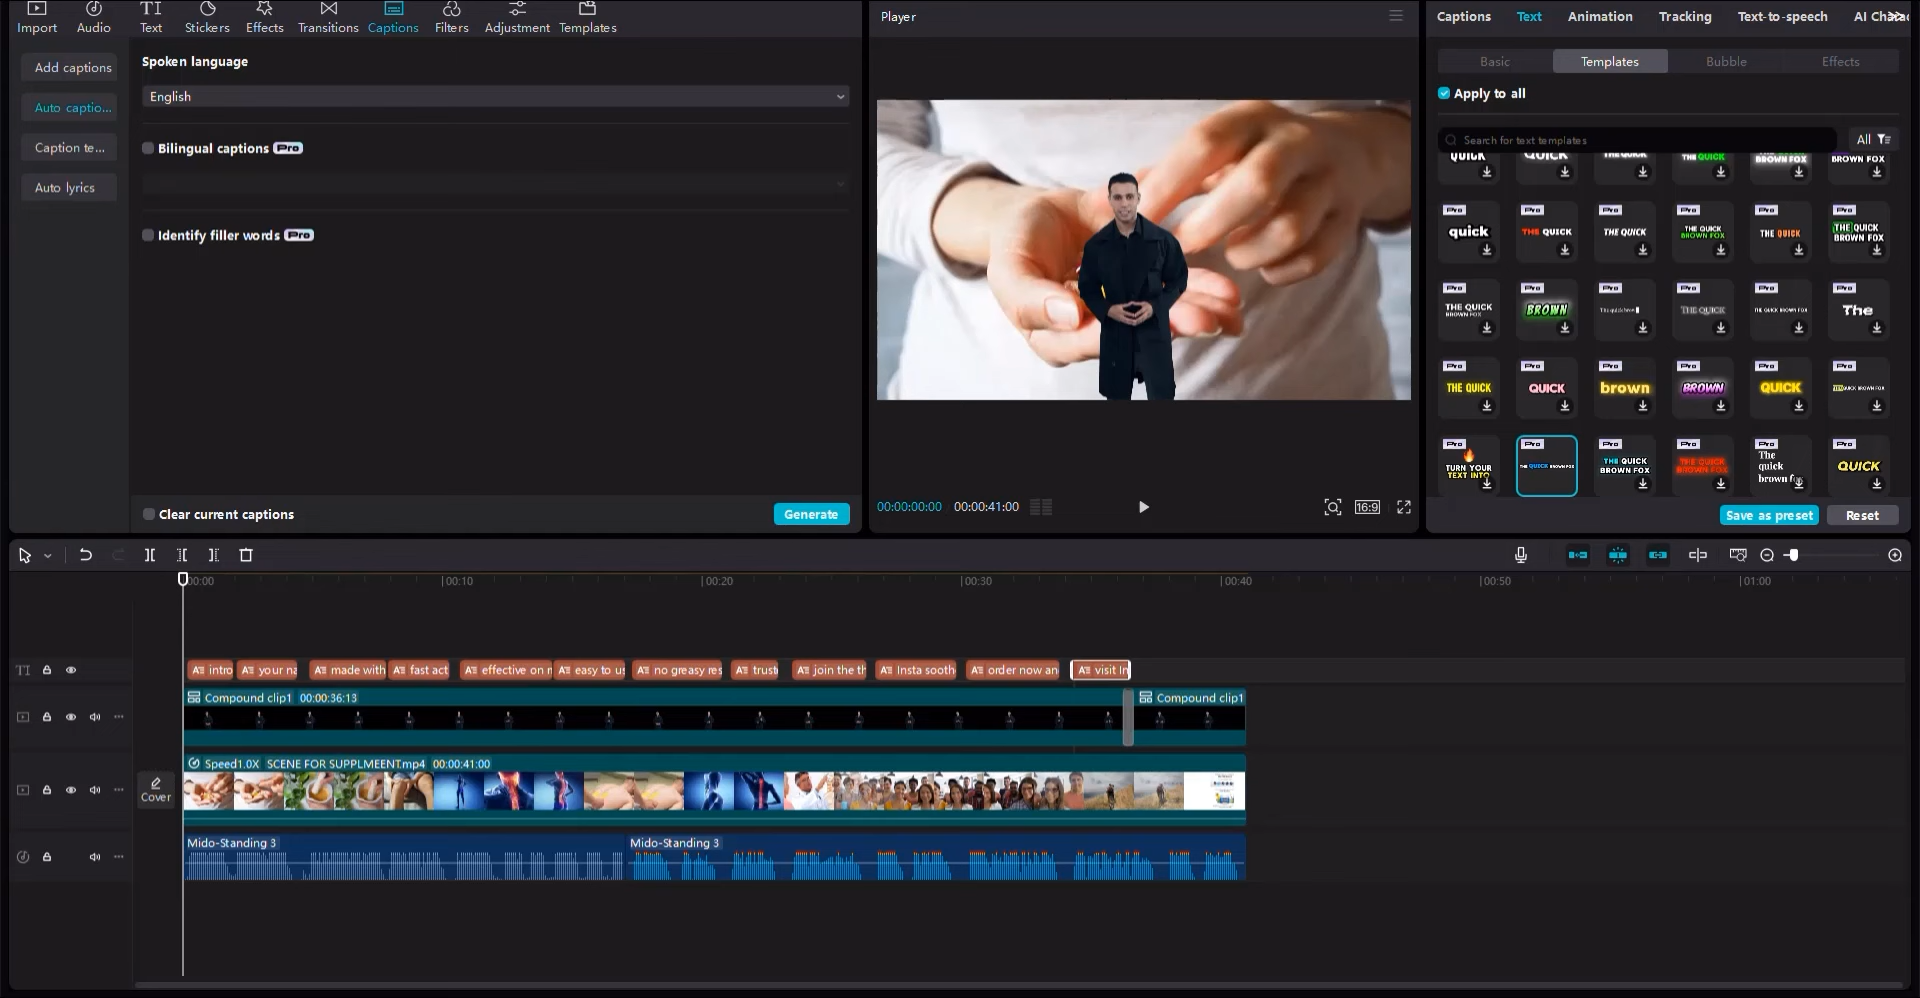 Import Audio Text Stickers Effects Transitions Captions Filters Adjustment Templates
Add captions
Auto captio...
Caption te...
Auto lyrics
Spoken language
English
Bilingual captions Pro
Identify filler words Pro
Clear current captions
Generate
Player
00:00:00:00 00:00:41:00
16:9
Captions Text Animation Tracking Text-to-speech
Basic Templates Bubble Effects
Apply to all
Search for text templates
All
QUICK
QUICK
THE QUICK
THE QUICK
BROWN FOX
BROWN FOX
Pro Pro Pro Pro Pro Pro
quick
THE QUICK
THE QUICK
THE QUICK
BROWN FOX
THE QUICK
THE QUICK
BROWN FOX
Pro Pro Pro Pro Pro
THE QUICK
BROWN FOX
BROWN
The quick brown
THE QUICK
THE QUICK BROWN FOX
The
Pro Pro Pro Pro Pro Pro
THE QUICK
QUICK
brown
BROWN
QUICK
QUICK BROWN FOX
Pro Pro Pro Pro Pro Pro
TURN YOUR
TEXT INTO
THE QUICK BROWN FOX
THE QUICK
BROWN FOX
THE QUICK
BROWN FOX
The
quick
brown
QUICK
Save as preset
Reset
00:00 00:10 00:20 00:30 00:40 00:50 01:00
TI
intro
your na
made with
fast act
effective on
easy to us
no greasy res
trust
join the th
Insta sooth
order now an
visit In
Compound clip1 00:00:36:13
Compound clip1
Cover
Speed1.0X SCENE FOR SUPPLMEENT.mp4 00:00:41:00
Mido-Standing 3
Mido-Standing 3